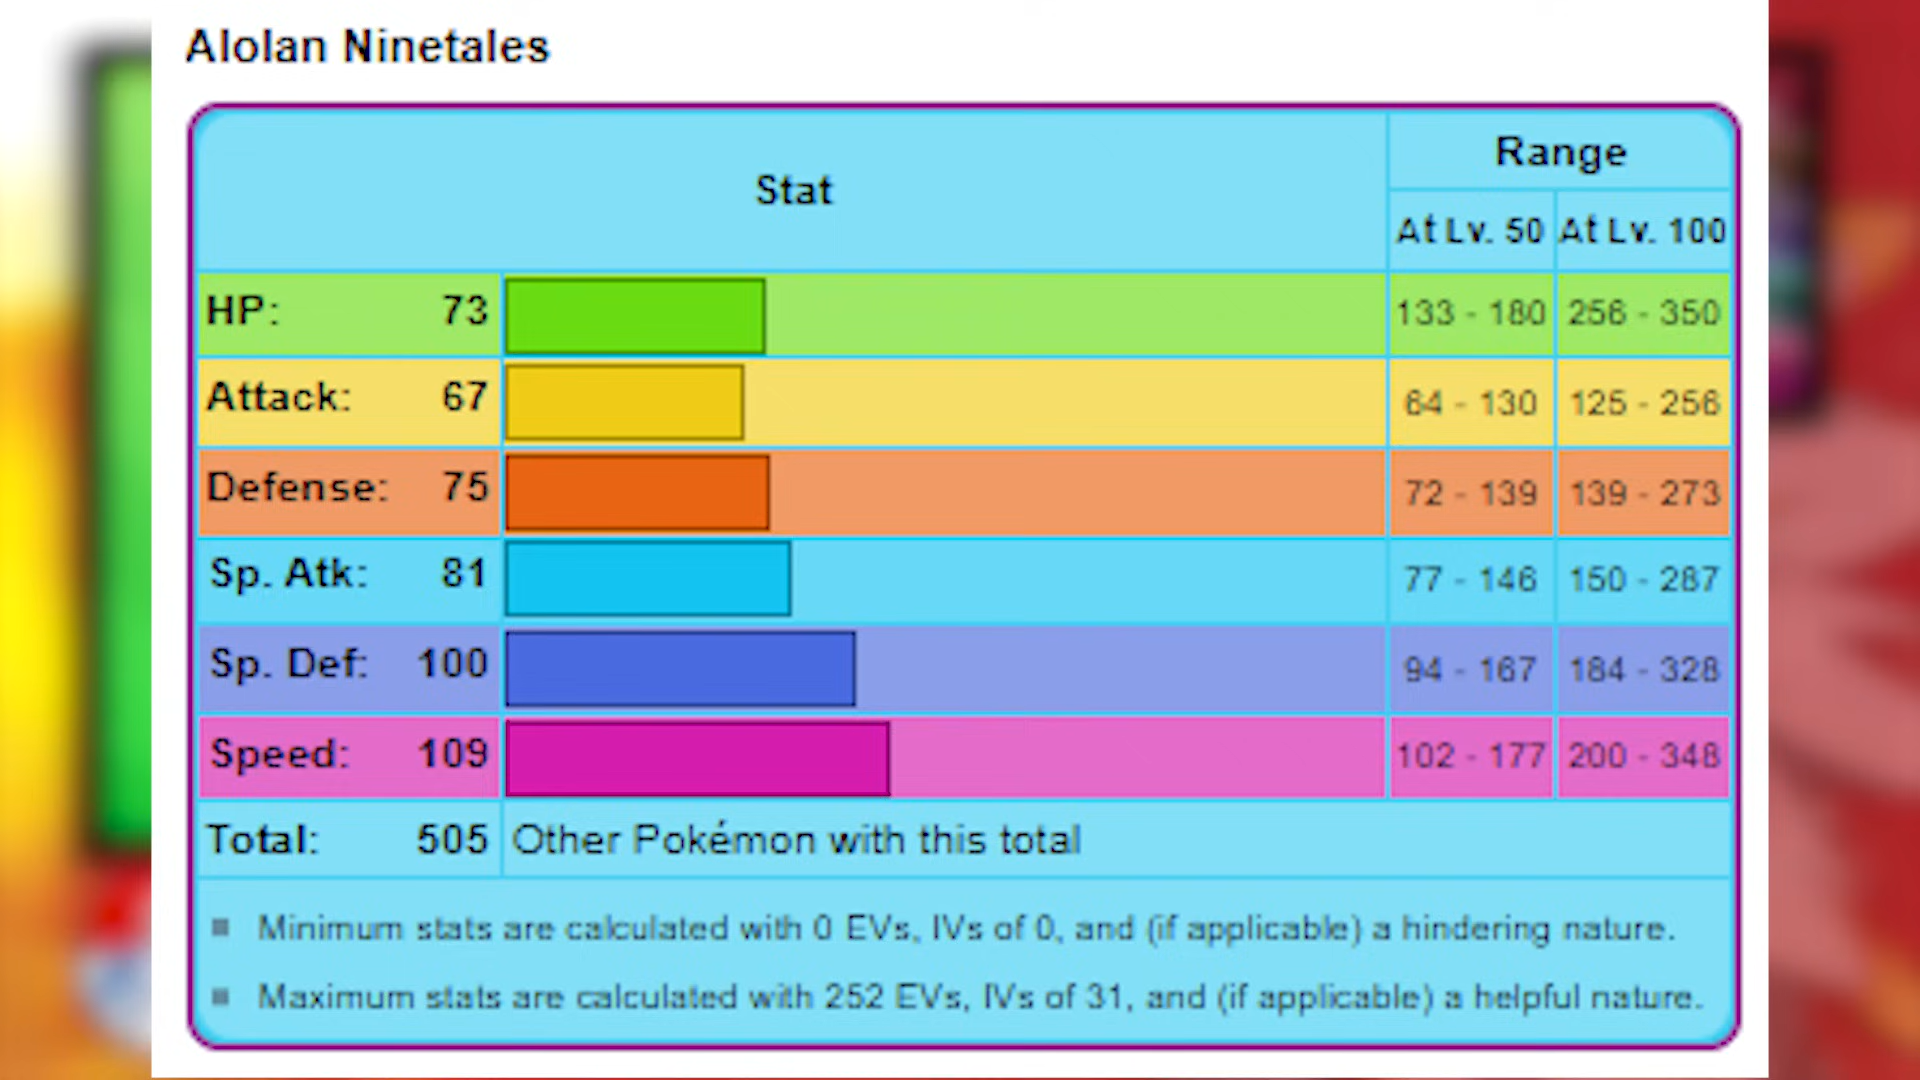 Alolan Ninetales
Stat
Range
At Lv. 50 At Lv. 100
HP: 73 133 - 180 256 - 350
Attack: 67 64 - 130 125 - 256
Defense: 75 72 - 139 139 - 273
Sp. Atk: 81 77 - 146 150 - 287
Sp. Def: 100 94 - 167 184 - 328
Speed: 109 102 - 177 200 - 348
Total: 505 Other Pokémon with this total
Minimum stats are calculated with 0 EVs, IVs of 0, and (if applicable) a hindering nature.
Maximum stats are calculated with 252 EVs, IVs of 31, and (if applicable) a helpful nature.